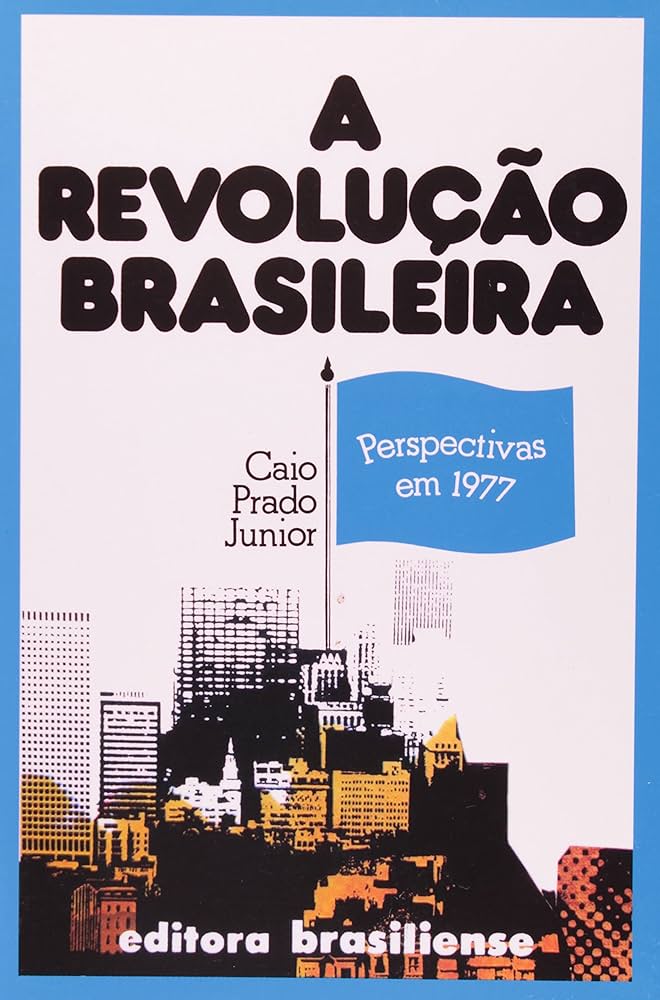 A
REVOLUÇÃO
BRASILEIRA
Perspectivas
em 1977
Caio
Prado
Junior
editora brasiliense